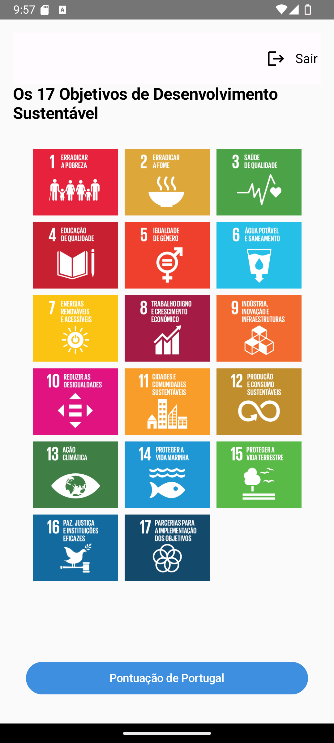 9:57
A
Sair
Os 17 Objetivos de Desenvolvimento
Sustentável
1 ERRADICAR
A POBREZA
2 ERRADICAR
A FOME
3 SAÚDE
DE QUALIDADE
4 EDUCAÇÃO
DE QUALIDADE
5 IGUALDADE
DE GÉNERO
6 ÁGUA POTÁVEL
E SANEAMENTO
7 ENERGIAS
RENOVÁVEIS
E ACESSÍVEIS
8 TRABALHO DIGNO
E CRESCIMENTO
ECONÓMICO
9 INDÚSTRIA,
INOVAÇÃO E
INFRAESTRUTURAS
10 REDUZIR AS
DESIGUALDADES
11 CIDADES E
COMUNIDADES
SUSTENTÁVEIS
12 PRODUÇÃO
E CONSUMO
SUSTENTÁVEIS
13 AÇÃO
CLIMÁTICA
14 PROTEGER A
VIDA MARINHA
15 PROTEGER A
VIDA TERRESTRE
16 PAZ, JUSTIÇA
E INSTITUIÇÕES
EFICAZES
17 PARCERIAS PARA
A IMPLEMENTAÇÃO
DOS OBJETIVOS
Pontuação de Portugal